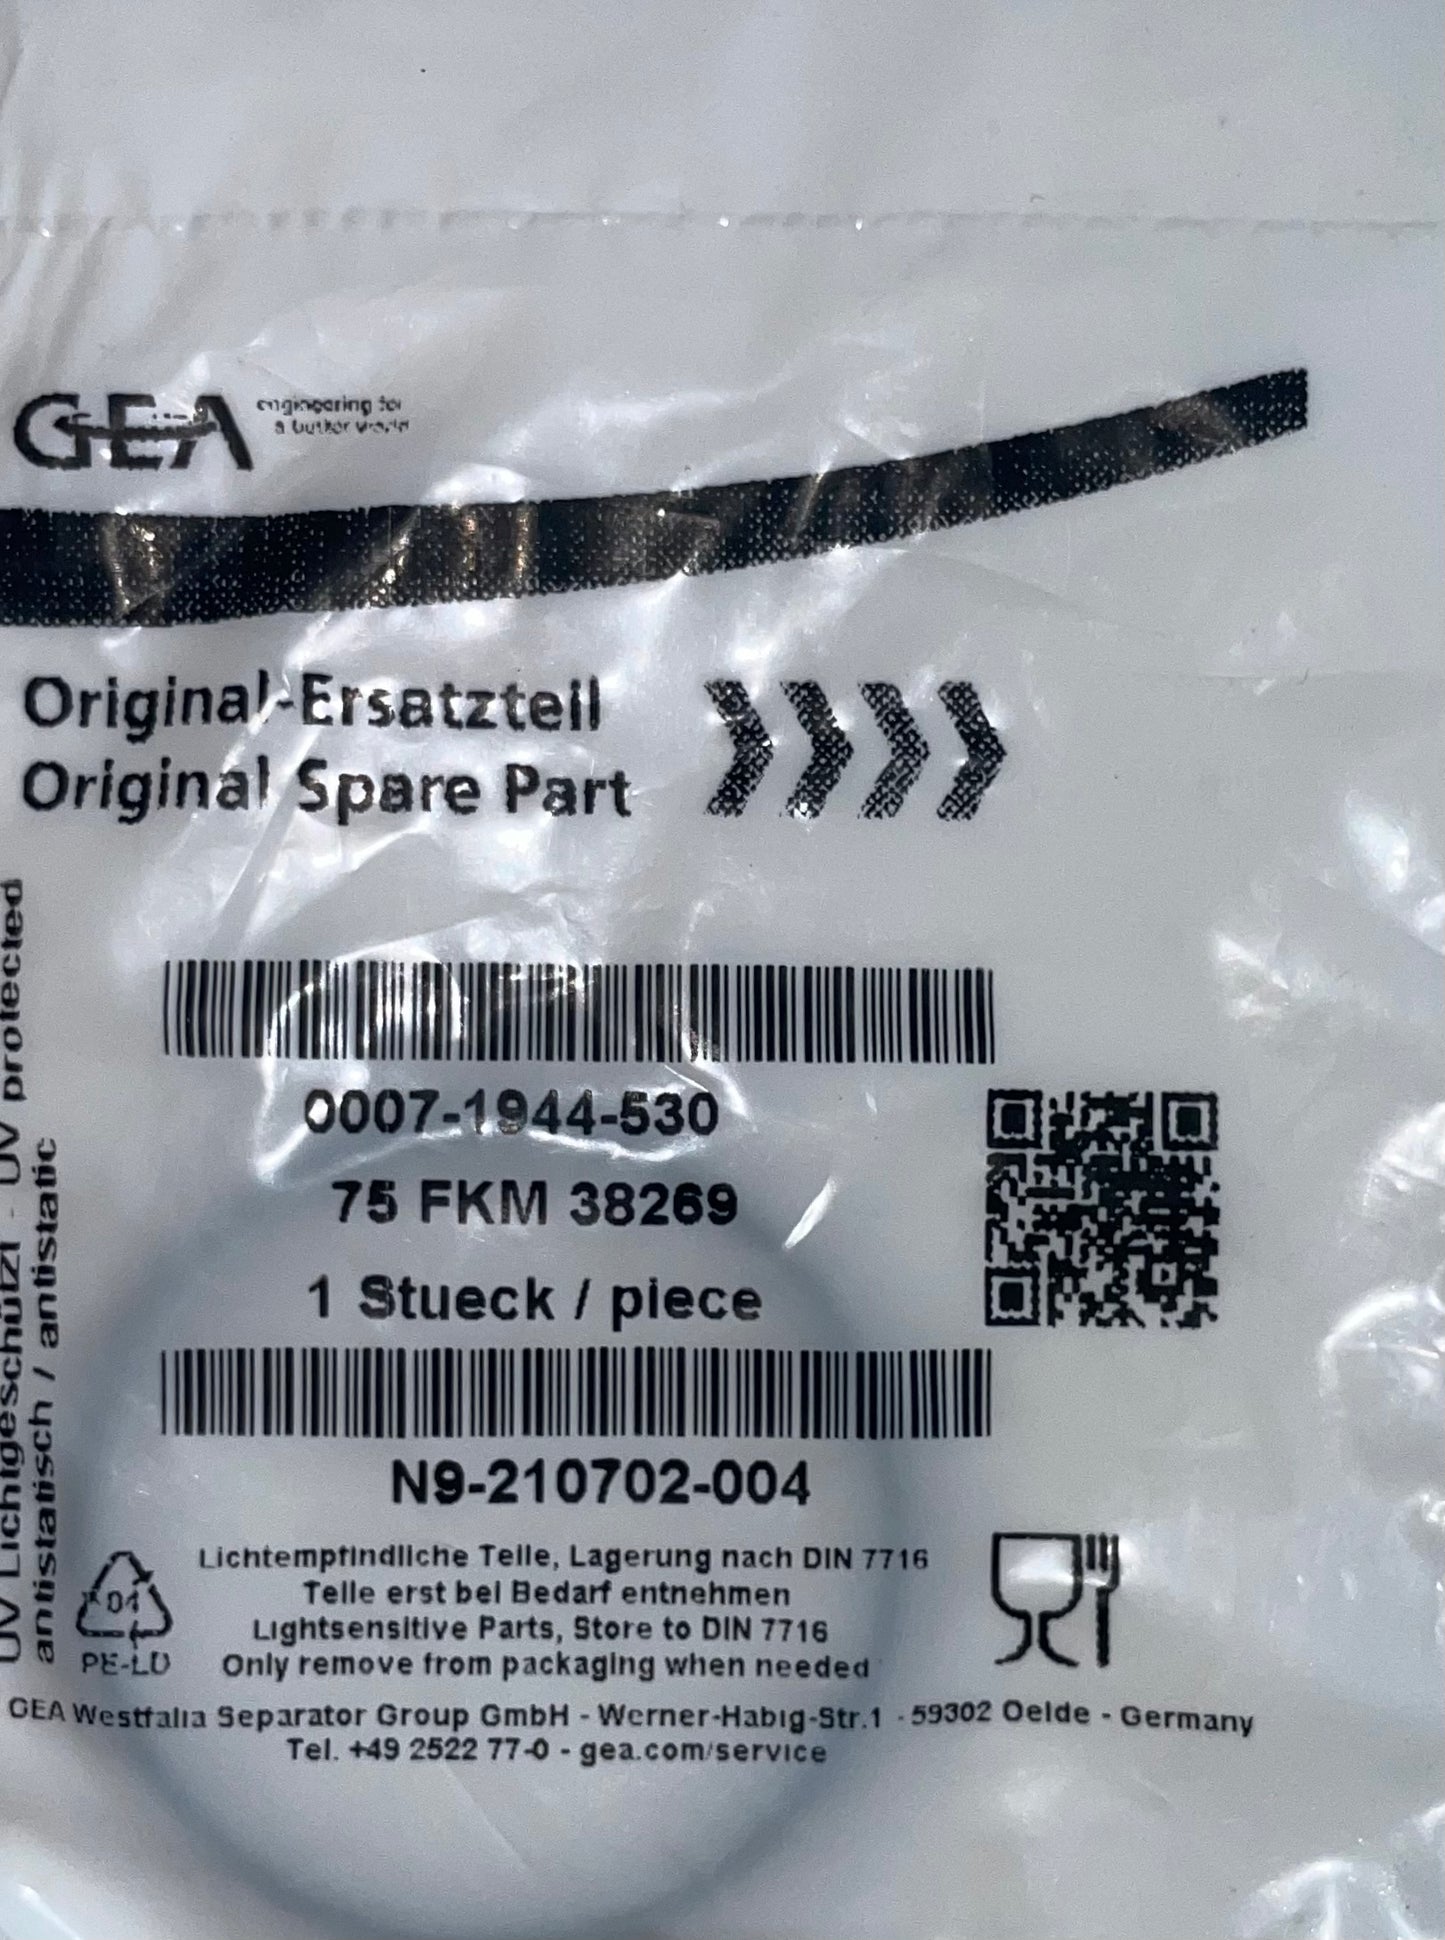 GEA engineering for
a better world
Original-Ersatzteil
Original Spare Part
UV Lichtgeschützt - UV protected
antistatisch / antistatic
0007-1944-530
75 FKM 38269
1 Stueck / piece
N9-210702-004
Lichtempfindliche Teile, Lagerung nach DIN 7716
Teile erst bei Bedarf entnehmen
Lightsensitive Parts, Store to DIN 7716
Only remove from packaging when needed
04
PE-LD
GEA Westfalia Separator Group GmbH - Werner-Habig-Str.1 - 59302 Oelde - Germany
Tel. +49 2522 77-0 - gea.com/service